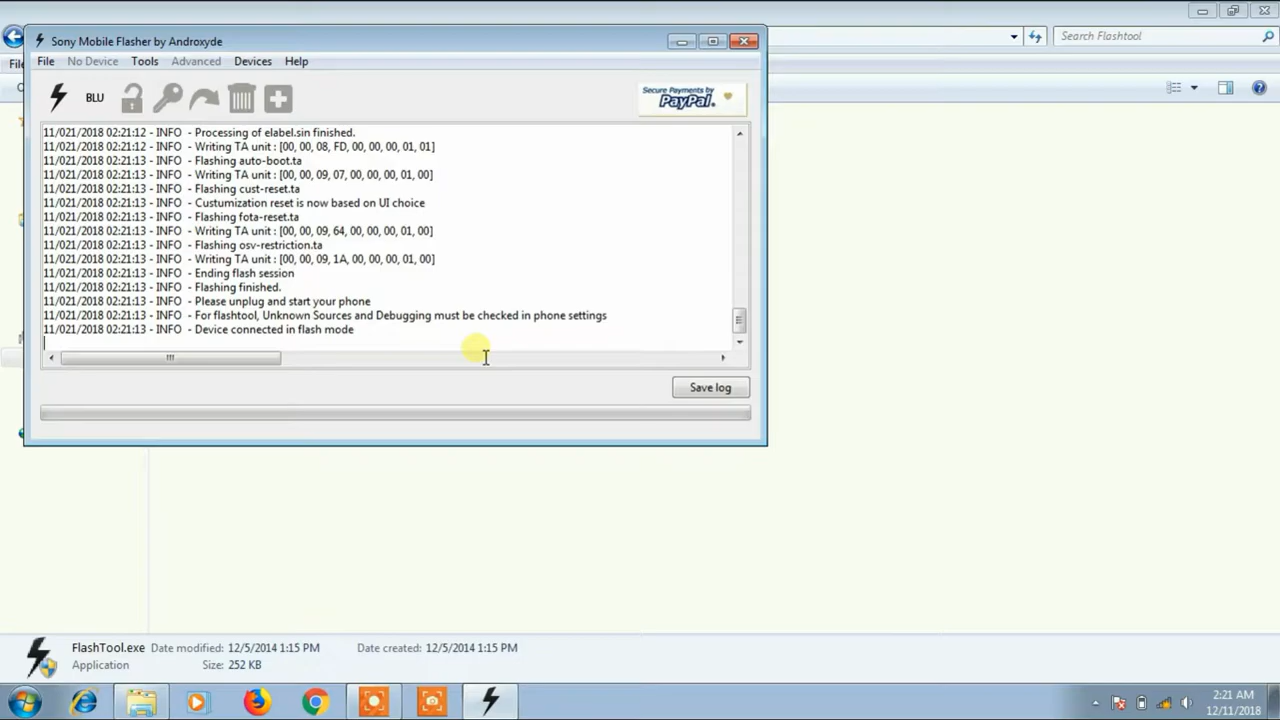 Search Flashtool
Sony Mobile Flasher by Androxyde
File No Device Tools Advanced Devices Help
BLU
Secure Payments by
PayPal.
11/021/2018 02:21:12 - INFO - Processing of elabel.sin finished.
11/021/2018 02:21:12 - INFO - Writing TA unit : [00, 00, 08, FD, 00, 00, 00, 01, 01]
11/021/2018 02:21:13 - INFO - Flashing auto-boot.ta
11/021/2018 02:21:13 - INFO - Writing TA unit : [00, 00, 09, 07, 00, 00, 00, 01, 00]
11/021/2018 02:21:13 - INFO - Flashing cust-reset.ta
11/021/2018 02:21:13 - INFO - Custumization reset is now based on UI choice
11/021/2018 02:21:13 - INFO - Flashing fota-reset.ta
11/021/2018 02:21:13 - INFO - Writing TA unit : [00, 00, 09, 64, 00, 00, 00, 01, 00]
11/021/2018 02:21:13 - INFO - Flashing osv-restriction.ta
11/021/2018 02:21:13 - INFO - Writing TA unit : [00, 00, 09, 1A, 00, 00, 00, 01, 00]
11/021/2018 02:21:13 - INFO - Ending flash session
11/021/2018 02:21:13 - INFO - Flashing finished.
11/021/2018 02:21:13 - INFO - Please unplug and start your phone
11/021/2018 02:21:13 - INFO - For flashtool, Unknown Sources and Debugging must be checked in phone settings
11/021/2018 02:21:13 - INFO - Device connected in flash mode
Save log
FlashTool.exe Date modified: 12/5/2014 1:15 PM Date created: 12/5/2014 1:15 PM
Application Size: 252 KB
2:21 AM
12/11/2018